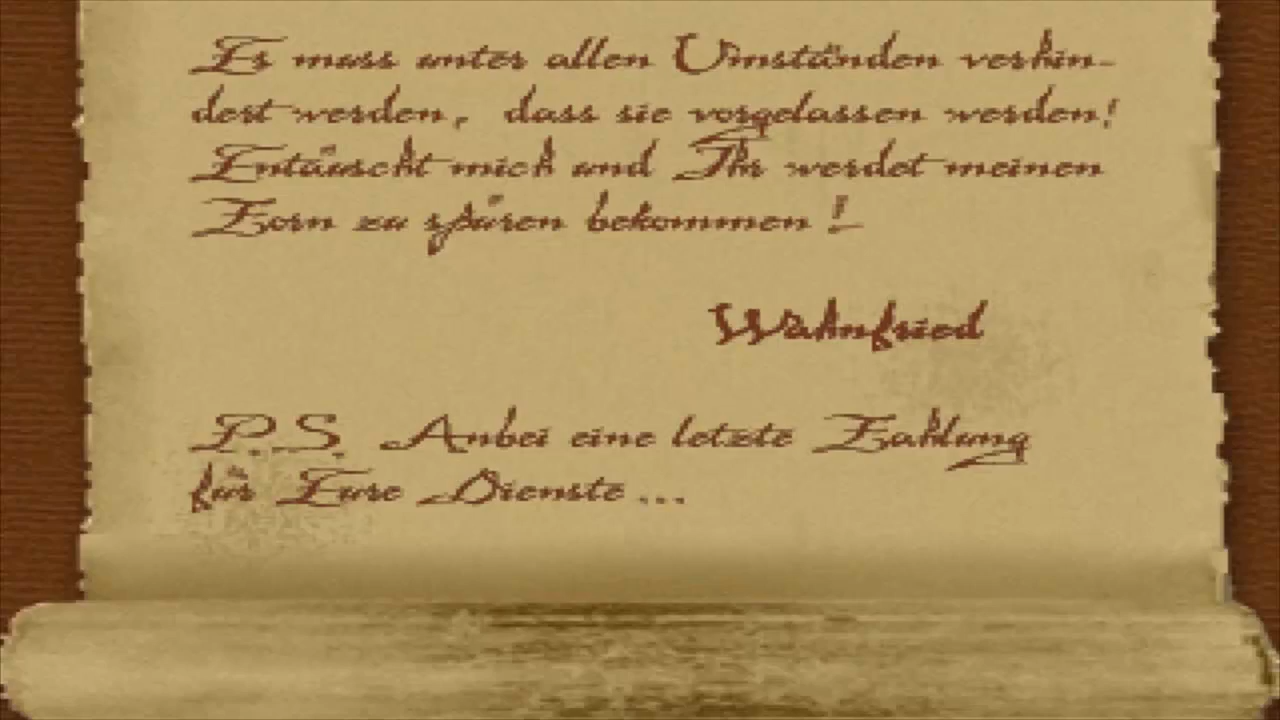 Es muss unter allen Umständen verhin-
dert werden, dass sie vorgelassen werden!
Entäuscht mich und Ihr werdet meinen
Zorn zu spüren bekommen!
Wahnfried
P.S. Anbei eine letzte Zahlung
für Eure Dienste...